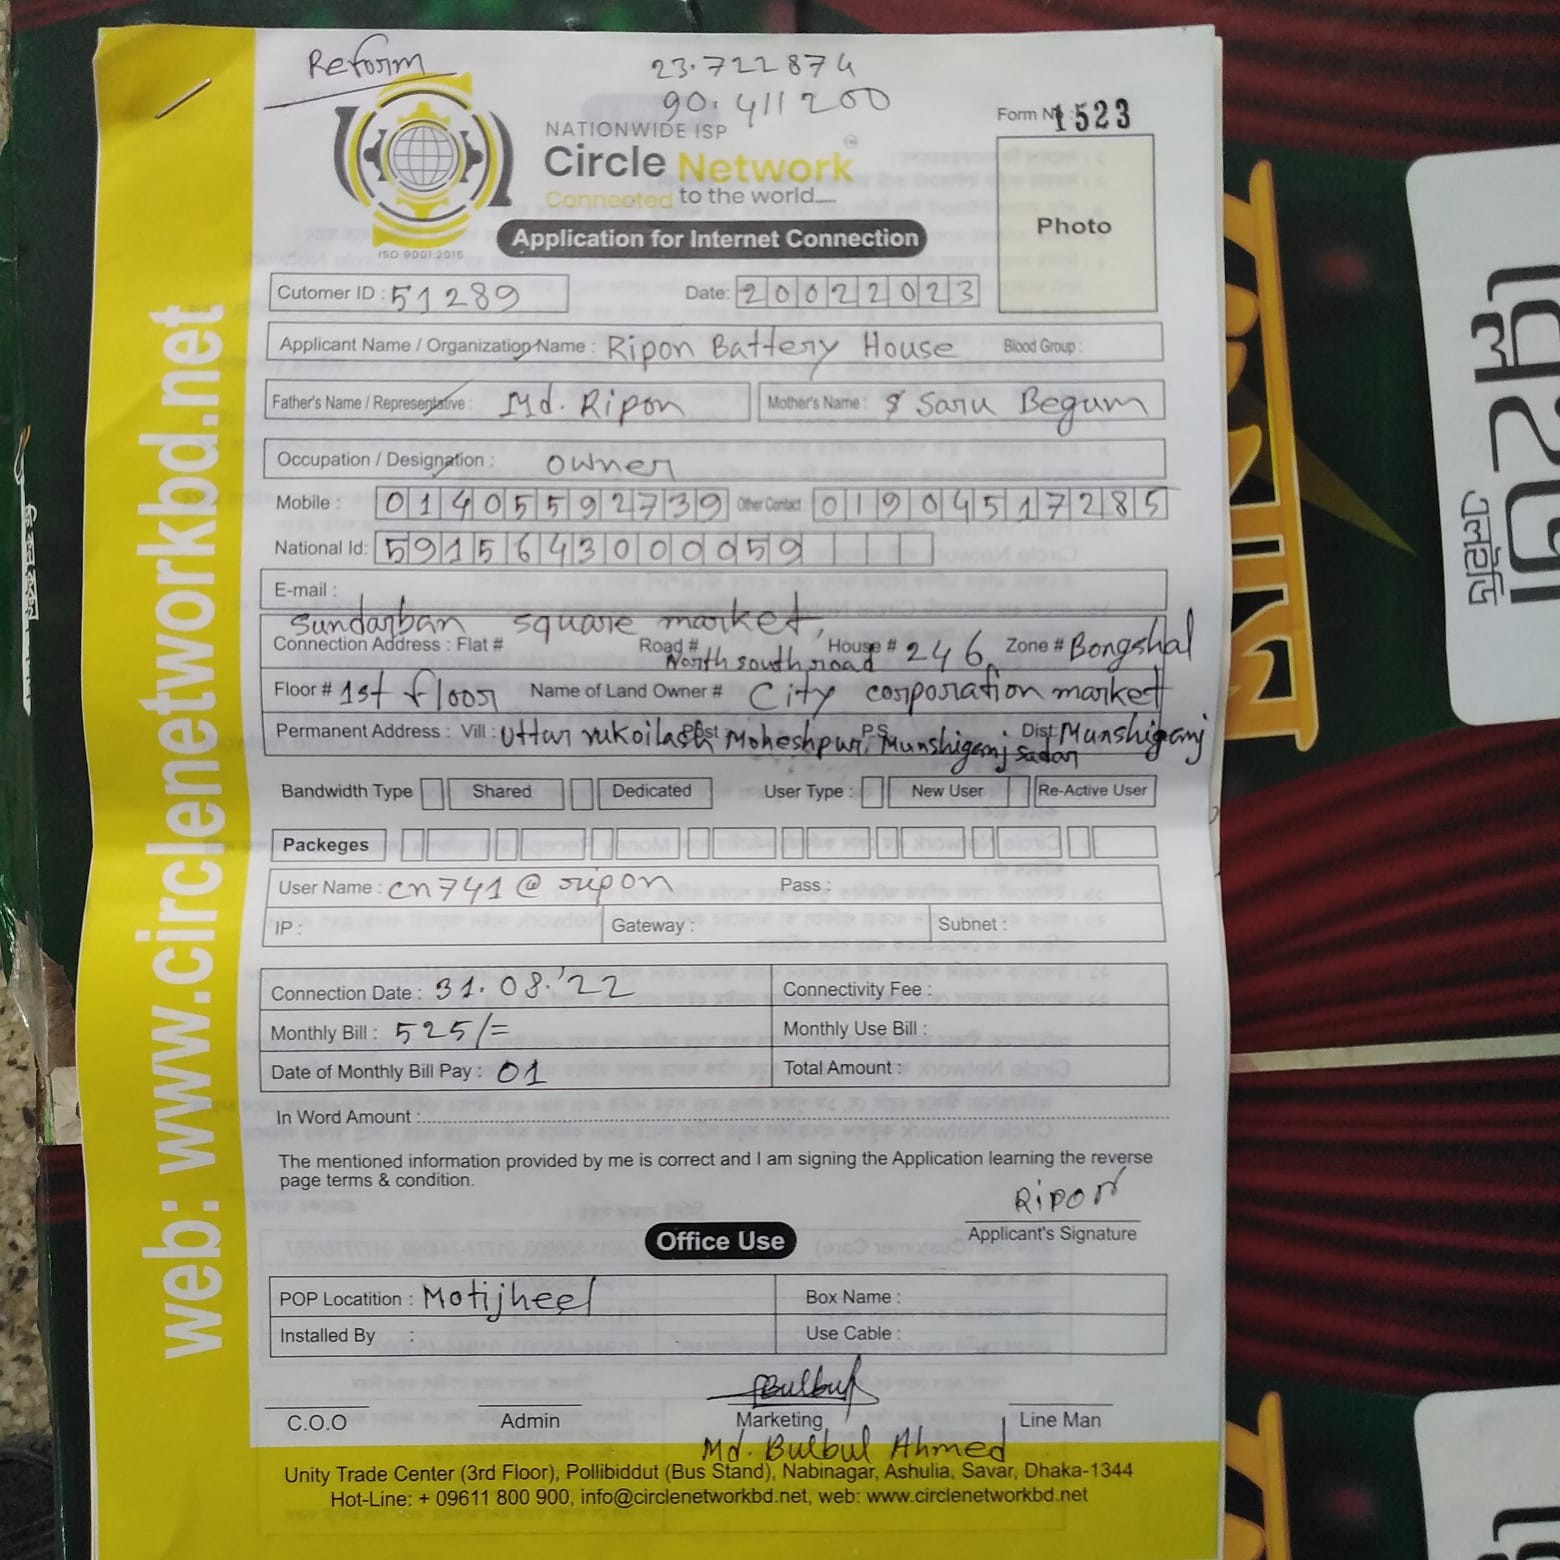 Reform
23.722874
90.411200
NATIONWIDE ISP
Circle Network
Connected to the world....
ISO 9001:2015
Form No: 1523
Photo
Application for Internet Connection
Cutomer ID : 51289 Date: 20022023
Applicant Name / Organization Name : Ripon Battery House Blood Group :
Father's Name / Representative : Md. Ripon Mother's Name : Saru Begum
Occupation / Designation : owner
Mobile : 01405592739 Other Contact : 01904517285
National Id: 5915643000059
E-mail :
Sundarban square market,
Connection Address : Flat # Road # North south road House # 246 Zone # Bongshal
Floor # 1st floor Name of Land Owner # City corporation market
Permanent Address : Vill : Uttar Post Moheshpur P.S Munshiganj Sadar Dist: Munshiganj
Bandwidth Type Shared Dedicated User Type : New User Re-Active User
Packeges
User Name : cn741@ripon Pass :
IP : Gateway : Subnet :
Connection Date : 31.08.'22 Connectivity Fee :
Monthly Bill : 525/= Monthly Use Bill :
Date of Monthly Bill Pay : 01 Total Amount :
In Word Amount :
The mentioned information provided by me is correct and I am signing the Application learning the reverse
page terms & condition.
Ripon
Applicant's Signature
Office Use
POP Locatition : Motijheel Box Name :
Installed By : Use Cable :
Bulbul
C.O.O Admin Marketing Line Man
Md. Bulbul Ahmed
Unity Trade Center (3rd Floor), Pollibiddut (Bus Stand), Nabinagar, Ashulia, Savar, Dhaka-1344
Hot-Line: + 09611 800 900, info@circlenetworkbd.net, web: www.circlenetworkbd.net
web: www.circlenetworkbd.net